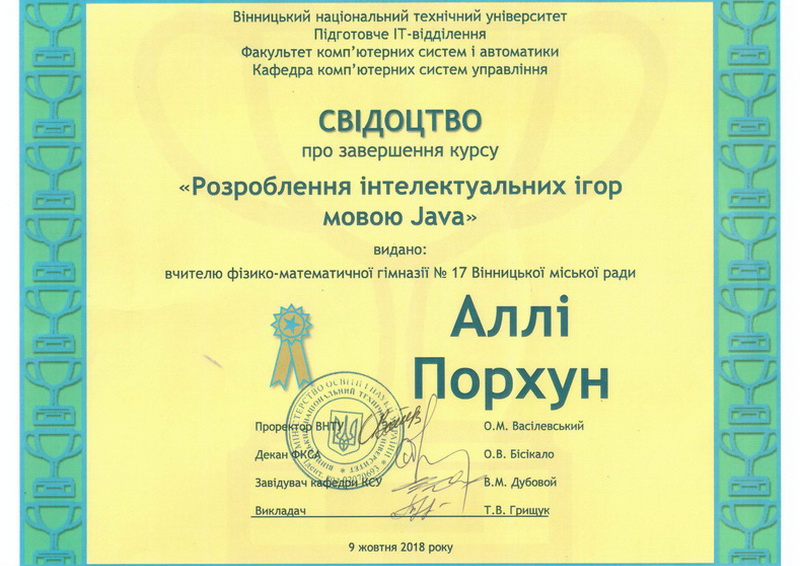 Вінницький національний технічний університет
Підготовче ІТ-відділення
Факультет комп'ютерних систем і автоматики
Кафедра комп'ютерних систем управління
СВІДОЦТВО
про завершення курсу
«Розроблення інтелектуальних ігор
мовою Java»
видано:
вчителю фізико-математичної гімназії № 17 Вінницької міської ради
Аллі
Порхун
Проректор ВНТУ О.М. Васілевський
Декан ФКСА О.В. Бісікало
Завідувач кафедри КСУ В.М. Дубовой
Викладач Т.В. Грищук
9 жовтня 2018 року